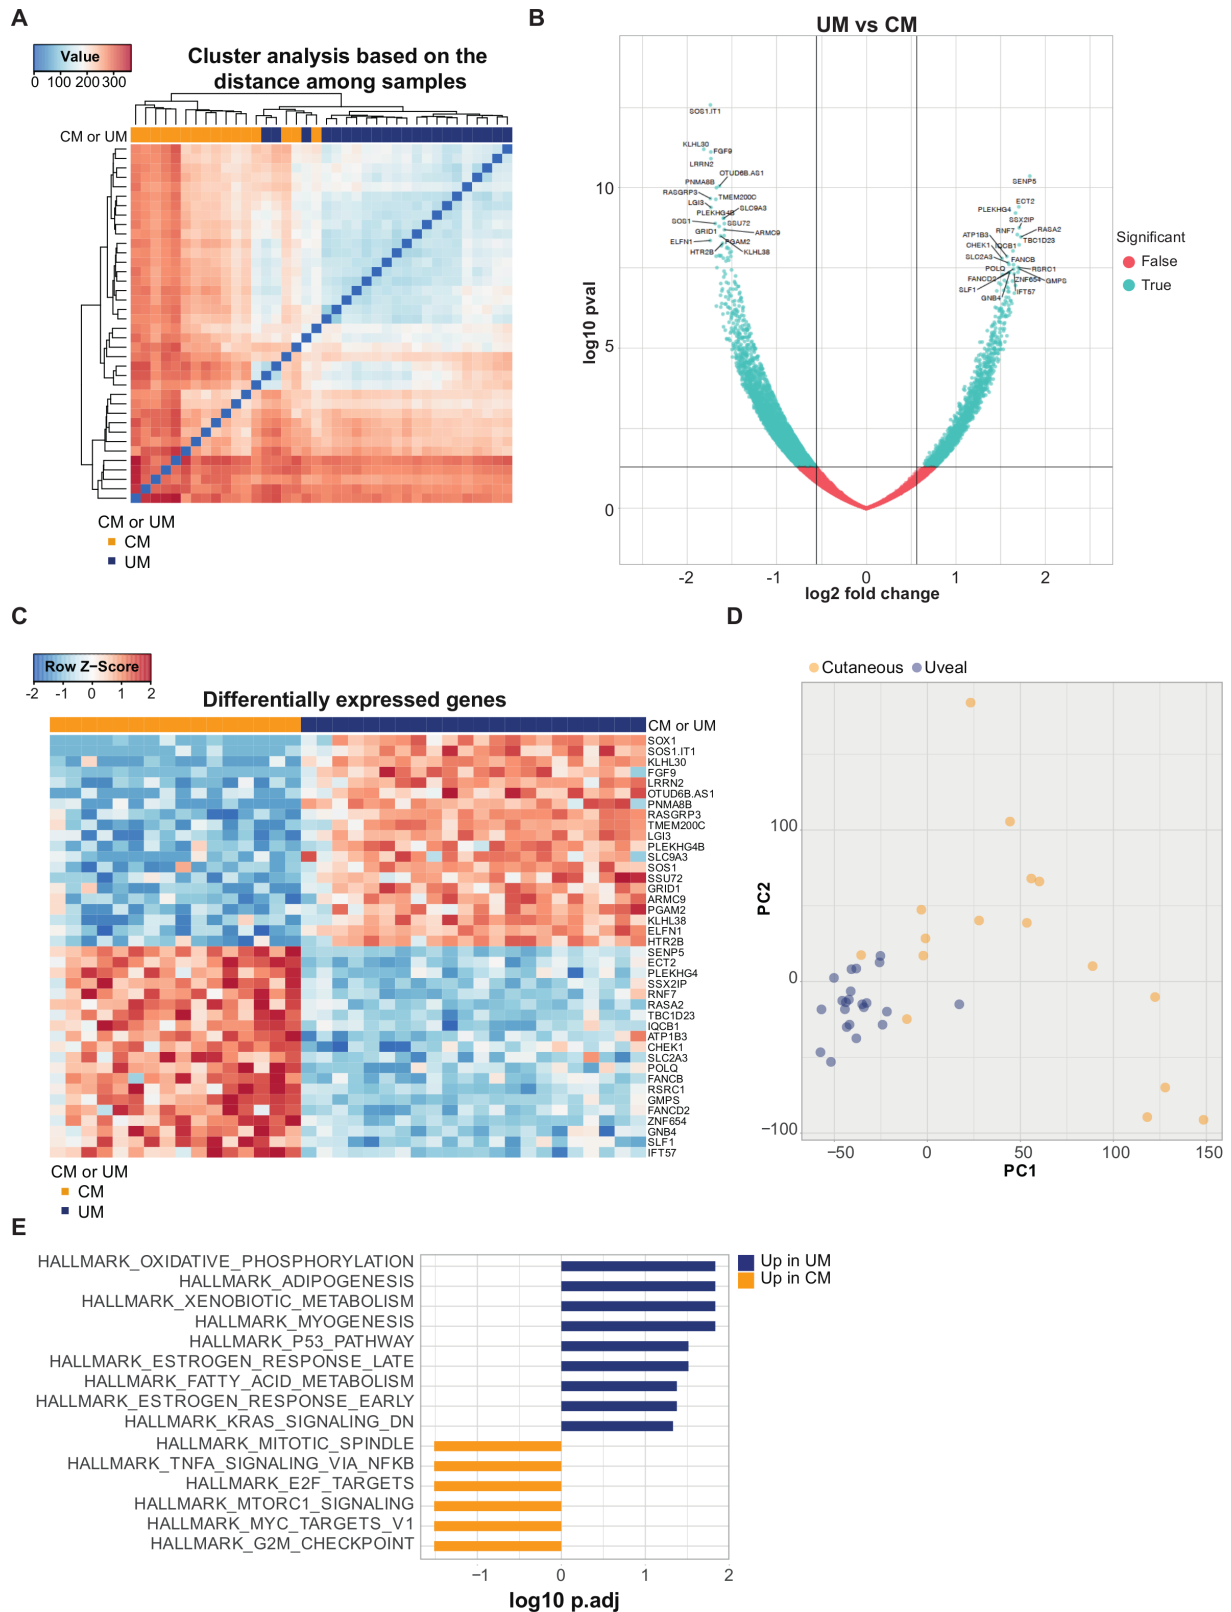 A
Value
0 100 200 300
Cluster analysis based on the
distance among samples
CM or UM
CM or UM
CM
UM
B
UM vs CM
SOS1.IT1
KLHL30
FGF9
LRRN2
OTUD6B.AS1
PNMA8B
RASGRP3
TMEM200C
LGI3
SLC9A3
PLEKHG4B
SOS1
SSU72
GRID1
ARMC9
ELFN1
PGAM2
HTR2B
KLHL38
SENP5
ECT2
PLEKHG4
SSX2IP
RNF7
RASA2
ATP1B3
TBC1D23
CHEK1
IQCB1
SLC2A3
FANCB
POLQ
RSRC1
FANCD2
ZNF654
GMPS
SLF1
IFT57
GNB4
10
5
0
log10 pval
-2 -1 0 1 2
log2 fold change
Significant
False
True
C
Row Z-Score
-2 -1 0 1 2
Differentially expressed genes
CM or UM
SOX1
SOS1.IT1
KLHL30
FGF9
LRRN2
OTUD6B.AS1
PNMA8B
RASGRP3
TMEM200C
LGI3
PLEKHG4B
SLC9A3
SOS1
SSU72
GRID1
ARMC9
PGAM2
KLHL38
ELFN1
HTR2B
SENP5
ECT2
PLEKHG4
SSX2IP
RNF7
RASA2
TBC1D23
IQCB1
ATP1B3
CHEK1
SLC2A3
POLQ
FANCB
RSRC1
GMPS
FANCD2
ZNF654
GNB4
SLF1
IFT57
CM or UM
CM
UM
D
Cutaneous Uveal
100
0
−100
PC2
−50 0 50 100 150
PC1
E
HALLMARK_OXIDATIVE_PHOSPHORYLATION
HALLMARK_ADIPOGENESIS
HALLMARK_XENOBIOTIC_METABOLISM
HALLMARK_MYOGENESIS
HALLMARK_P53_PATHWAY
HALLMARK_ESTROGEN_RESPONSE_LATE
HALLMARK_FATTY_ACID_METABOLISM
HALLMARK_ESTROGEN_RESPONSE_EARLY
HALLMARK_KRAS_SIGNALING_DN
HALLMARK_MITOTIC_SPINDLE
HALLMARK_TNFA_SIGNALING_VIA_NFKB
HALLMARK_E2F_TARGETS
HALLMARK_MTORC1_SIGNALING
HALLMARK_MYC_TARGETS_V1
HALLMARK_G2M_CHECKPOINT
−1 0 1 2
log10 p.adj
Up in UM
Up in CM